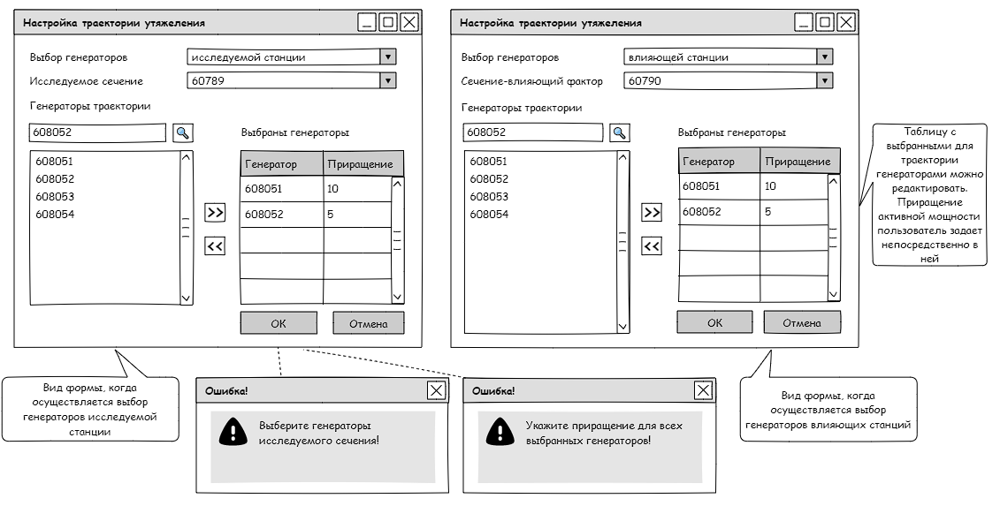 Настройка траектории утяжеления
Выбор генераторов
исследуемой станции
Исследуемое сечение
60789
Генераторы траектории
608052
Выбраны генераторы
608051
608052
608053
608054
>>
<<
Генератор Приращение
608051 10
608052 5
OK
Отмена
Настройка траектории утяжеления
Выбор генераторов
влияющей станции
Сечение-влияющий фактор
60790
Генераторы траектории
608052
Выбраны генераторы
608051
608052
608053
608054
>>
<<
Генератор Приращение
608051 10
608052 5
OK
Отмена
Таблицу с
выбранными для
траектории
генераторами можно
редактировать.
Приращение
активной мощности
пользователь задает
непосредственно в
ней
Вид формы, когда
осуществляется выбор
генераторов исследуемой
станции
Ошибка!
Выберите генераторы
исследуемого сечения!
Ошибка!
Укажите приращение для всех
выбранных генераторов!
Вид формы, когда
осуществляется выбор
генераторов влияющих станций